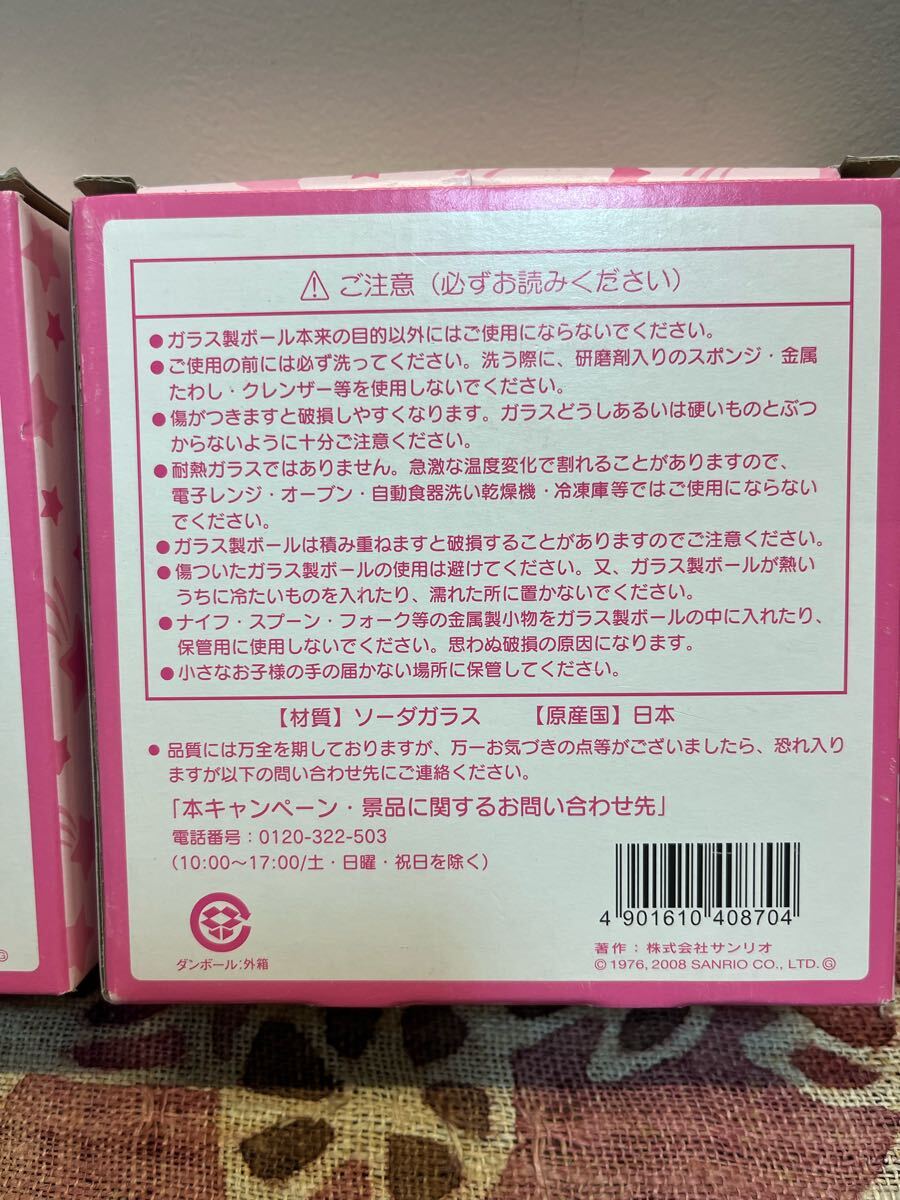 ⚠ ご注意（必ずお読みください）
●ガラス製ボール本来の目的以外にはご使用にならないでください。
●ご使用の前には必ず洗ってください。洗う際に、研磨剤入りのスポンジ・金属
たわし・クレンザー等を使用しないでください。
●傷がつきますと破損しやすくなります。ガラスどうしあるいは硬いものとぶつ
からないように十分ご注意ください。
●耐熱ガラスではありません。急激な温度変化で割れることがありますので、
電子レンジ・オーブン・自動食器洗い乾燥機・冷凍庫等ではご使用にならない
でください。
●ガラス製ボールは積み重ねますと破損することがありますのでご注意ください。
●傷ついたガラス製ボールの使用は避けてください。又、ガラス製ボールが熱い
うちに冷たいものを入れたり、濡れた所に置かないでください。
●ナイフ・スプーン・フォーク等の金属製小物をガラス製ボールの中に入れたり、
保管用に使用しないでください。思わぬ破損の原因になります。
●小さなお子様の手の届かない場所に保管してください。
【材質】ソーダガラス 【原産国】日本
●品質には万全を期しておりますが、万一お気づきの点等がございましたら、恐れ入り
ますが以下の問い合わせ先にご連絡ください。
「本キャンペーン・景品に関するお問い合わせ先」
電話番号：0120-322-503
（10:00〜17:00/土・日曜・祝日を除く）
4 901610 408704
ダンボール：外箱
著作：株式会社サンリオ
© 1976, 2008 SANRIO CO., LTD. Ⓖ
Ⓖ